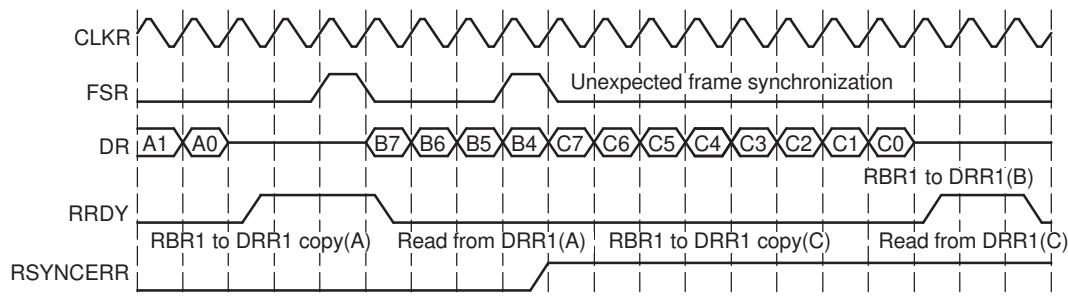 CLKR
FSR
Unexpected frame synchronization
DR A1 A0 B7 B6 B5 B4 C7 C6 C5 C4 C3 C2 C1 C0
RBR1 to DRR1(B)
RRDY
RBR1 to DRR1 copy(A) Read from DRR1(A) RBR1 to DRR1 copy(C) Read from DRR1(C)
RSYNCERR